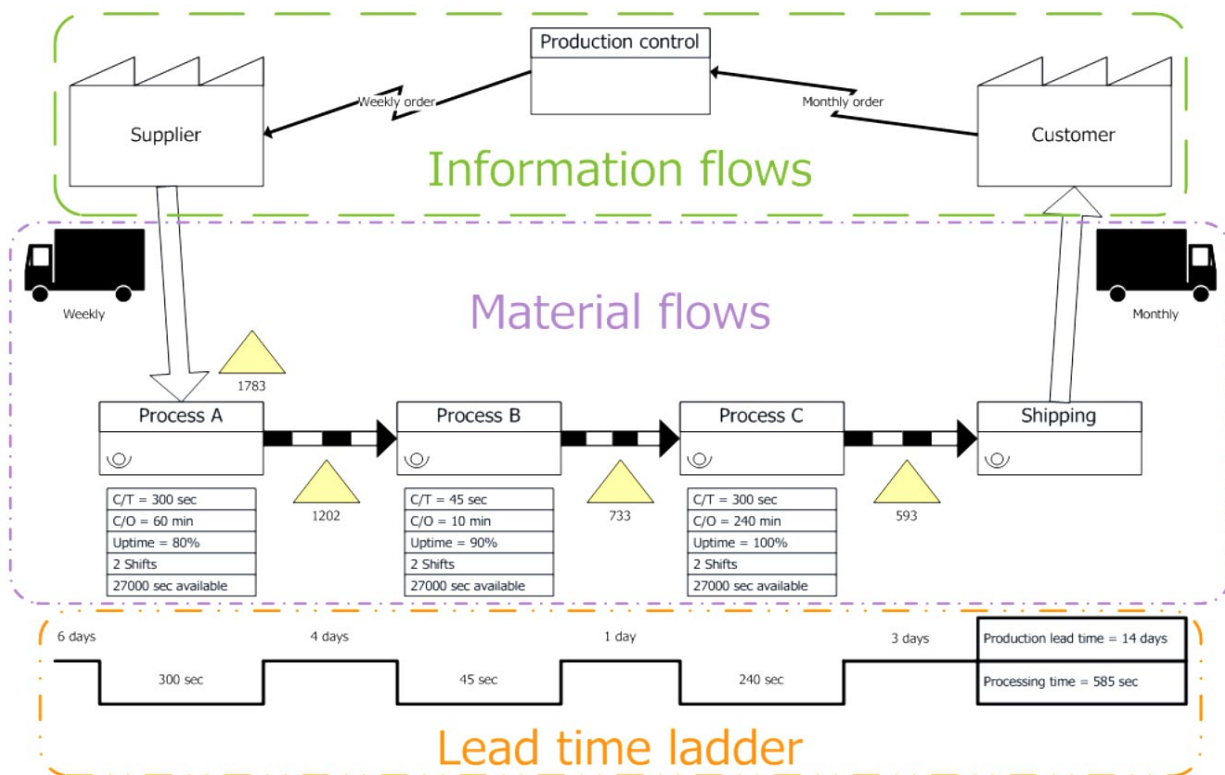 Production control
Weekly order
Monthly order
Supplier
Customer
Information flows
Weekly
Material flows
Monthly
1783
Process A
Process B
Process C
Shipping
1202
733
593
C/T = 300 sec
C/O = 60 min
Uptime = 80%
2 Shifts
27000 sec available
C/T = 45 sec
C/O = 10 min
Uptime = 90%
2 Shifts
27000 sec available
C/T = 300 sec
C/O = 240 min
Uptime = 100%
2 Shifts
27000 sec available
6 days
4 days
1 day
3 days
Production lead time = 14 days
300 sec
45 sec
240 sec
Processing time = 585 sec
Lead time ladder